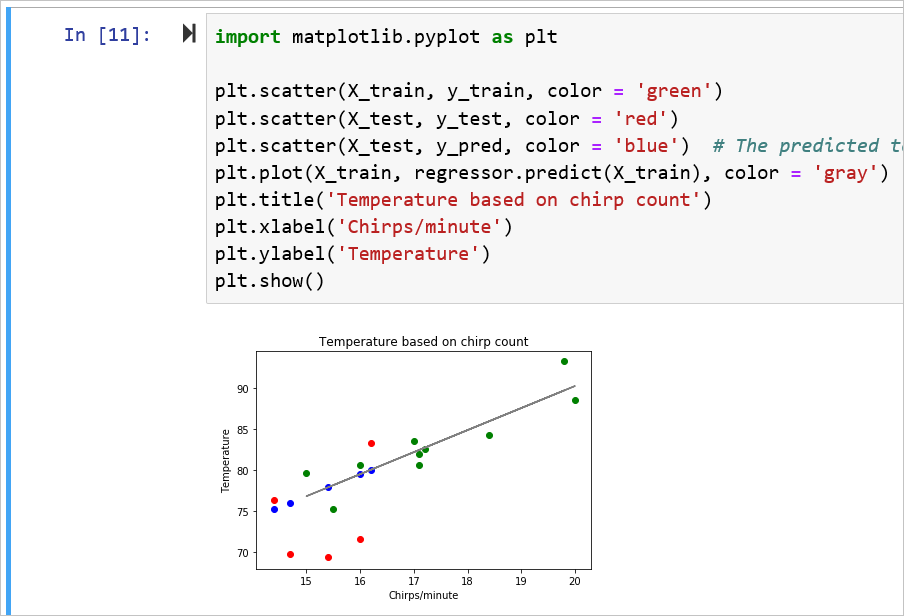 In [11]:
import matplotlib.pyplot as plt
plt.scatter(X_train, y_train, color = 'green')
plt.scatter(X_test, y_test, color = 'red')
plt.scatter(X_test, y_pred, color = 'blue')  # The predicted
plt.plot(X_train, regressor.predict(X_train), color = 'gray')
plt.title('Temperature based on chirp count')
plt.xlabel('Chirps/minute')
plt.ylabel('Temperature')
plt.show()
Temperature based on chirp count
Temperature
90
85
80
75
70
15 16 17 18 19 20
Chirps/minute